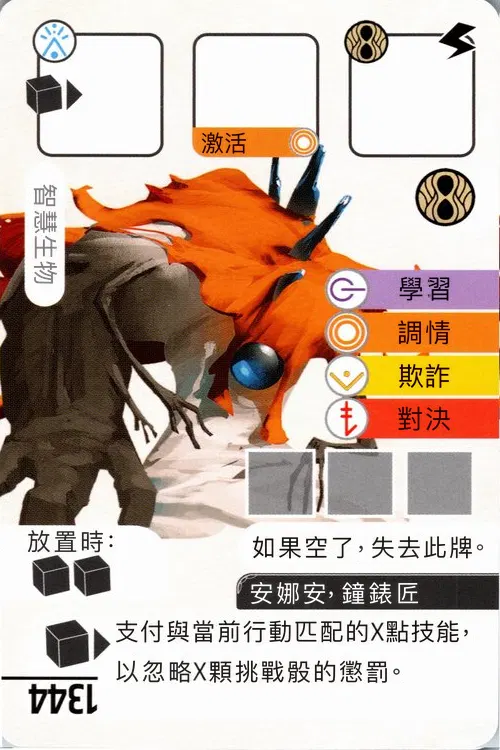 激活
智慧生物
學習
調情
欺詐
對決
放置時:
如果空了,失去此牌。
安娜安,鐘錶匠
支付與當前行動匹配的X點技能,
以忽略X顆挑戰骰的懲罰。
1344